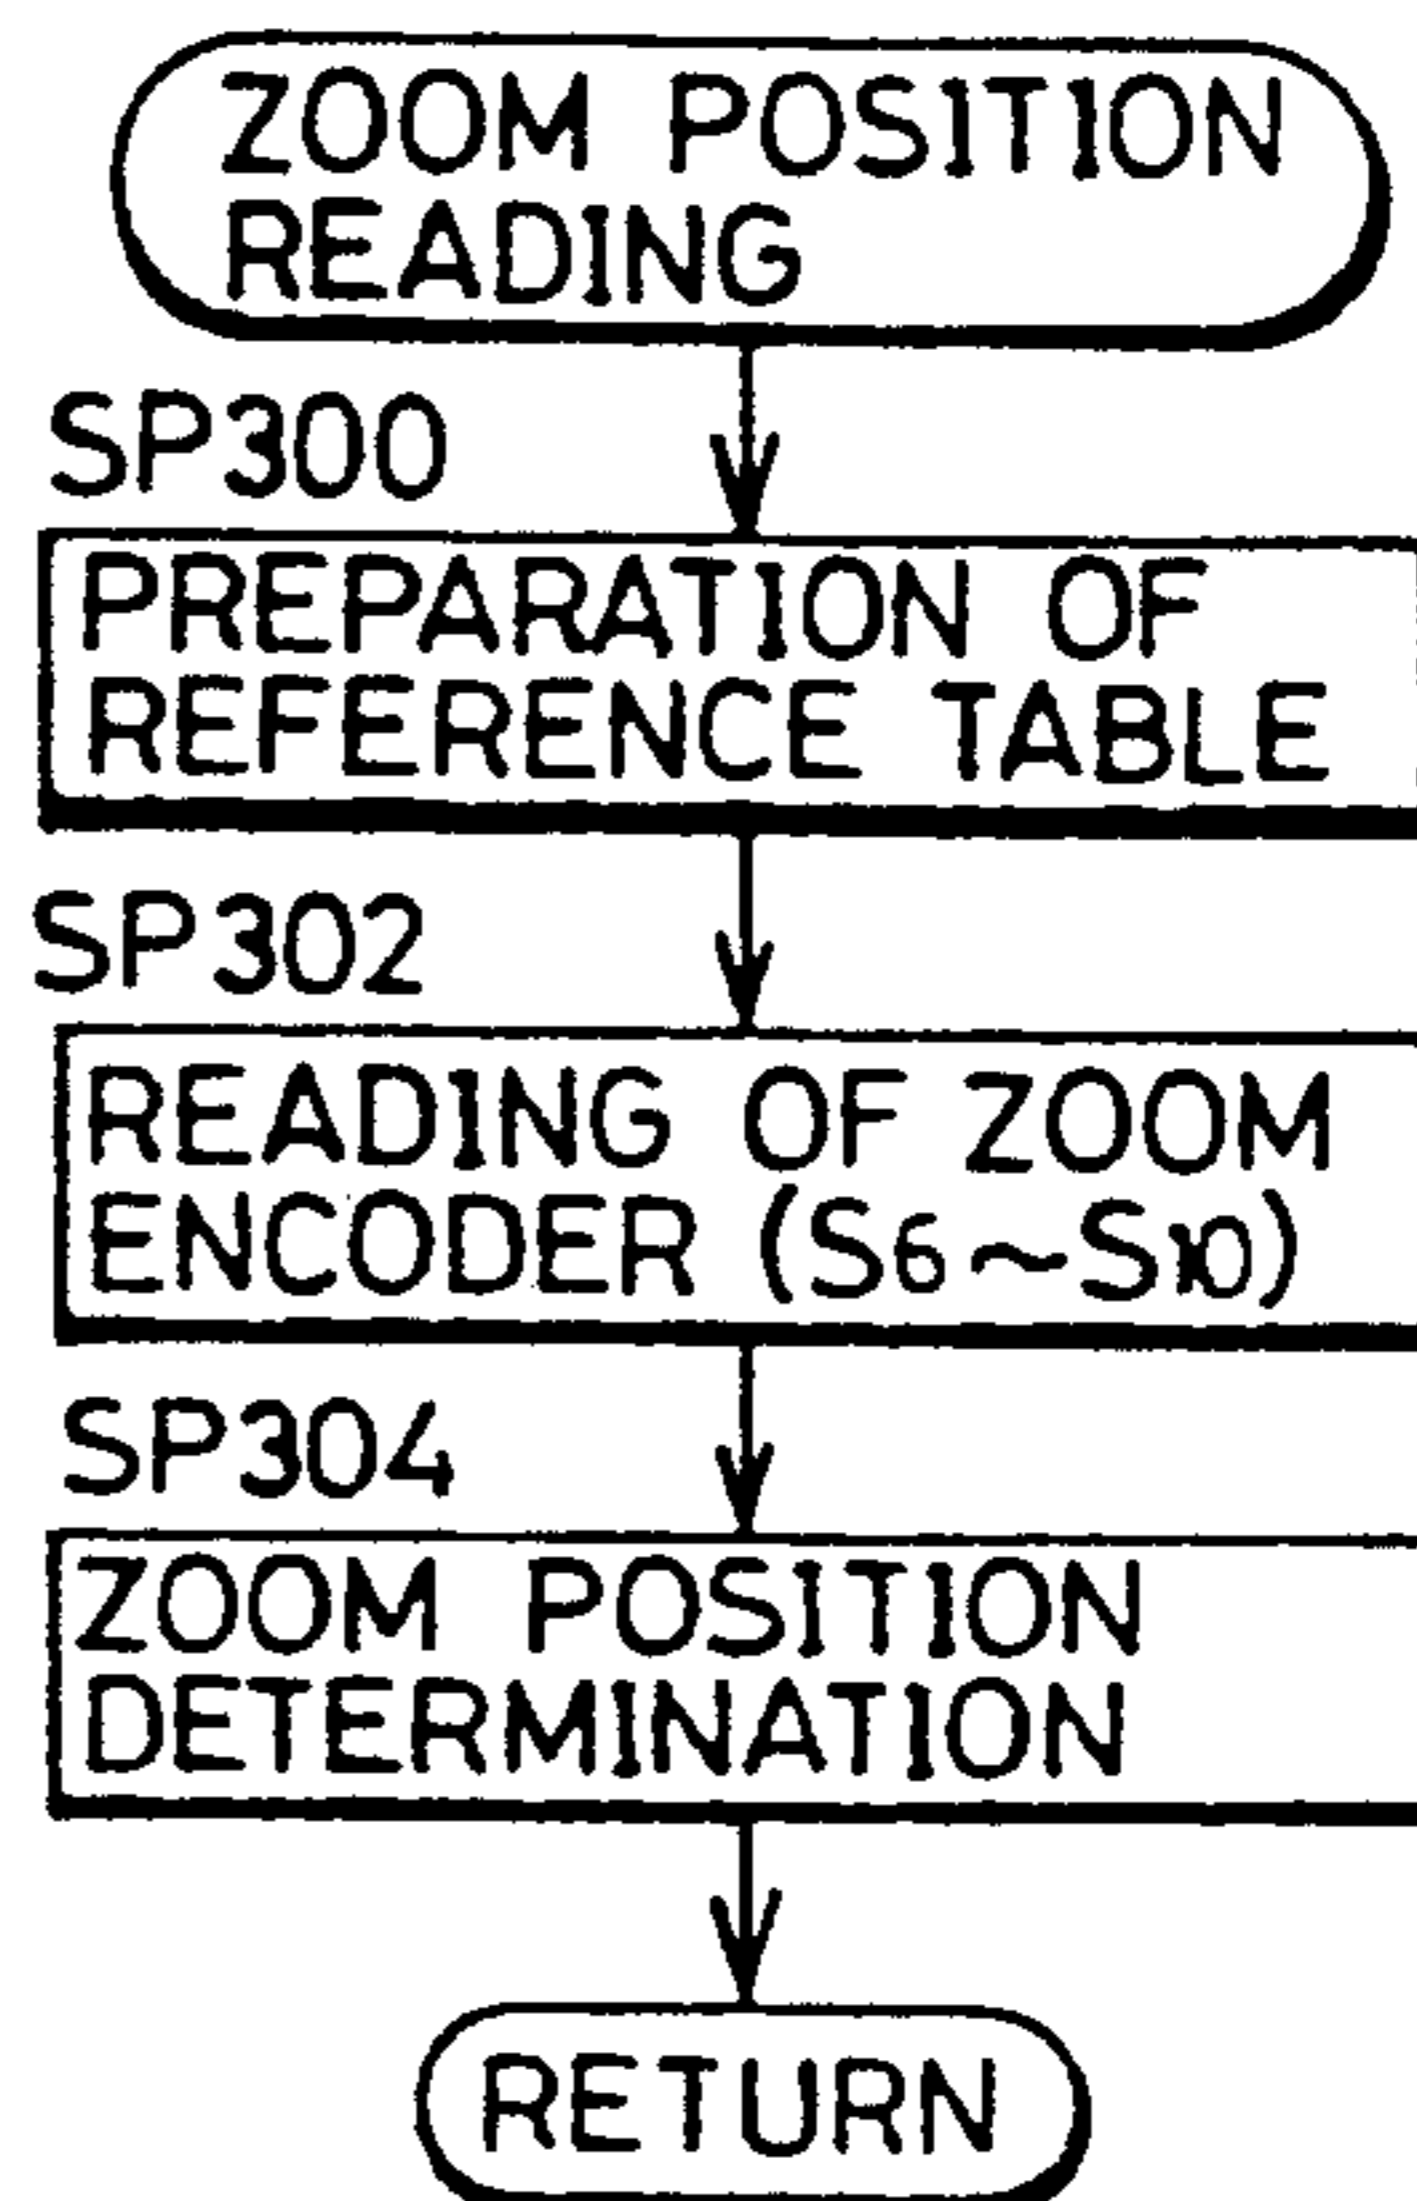 ZOOM POSITION
READING
SP300
PREPARATION OF
REFERENCE TABLE
SP302
READING OF ZOOM
ENCODER (S6~S10)
SP304
ZOOM POSITION
DETERMINATION
RETURN